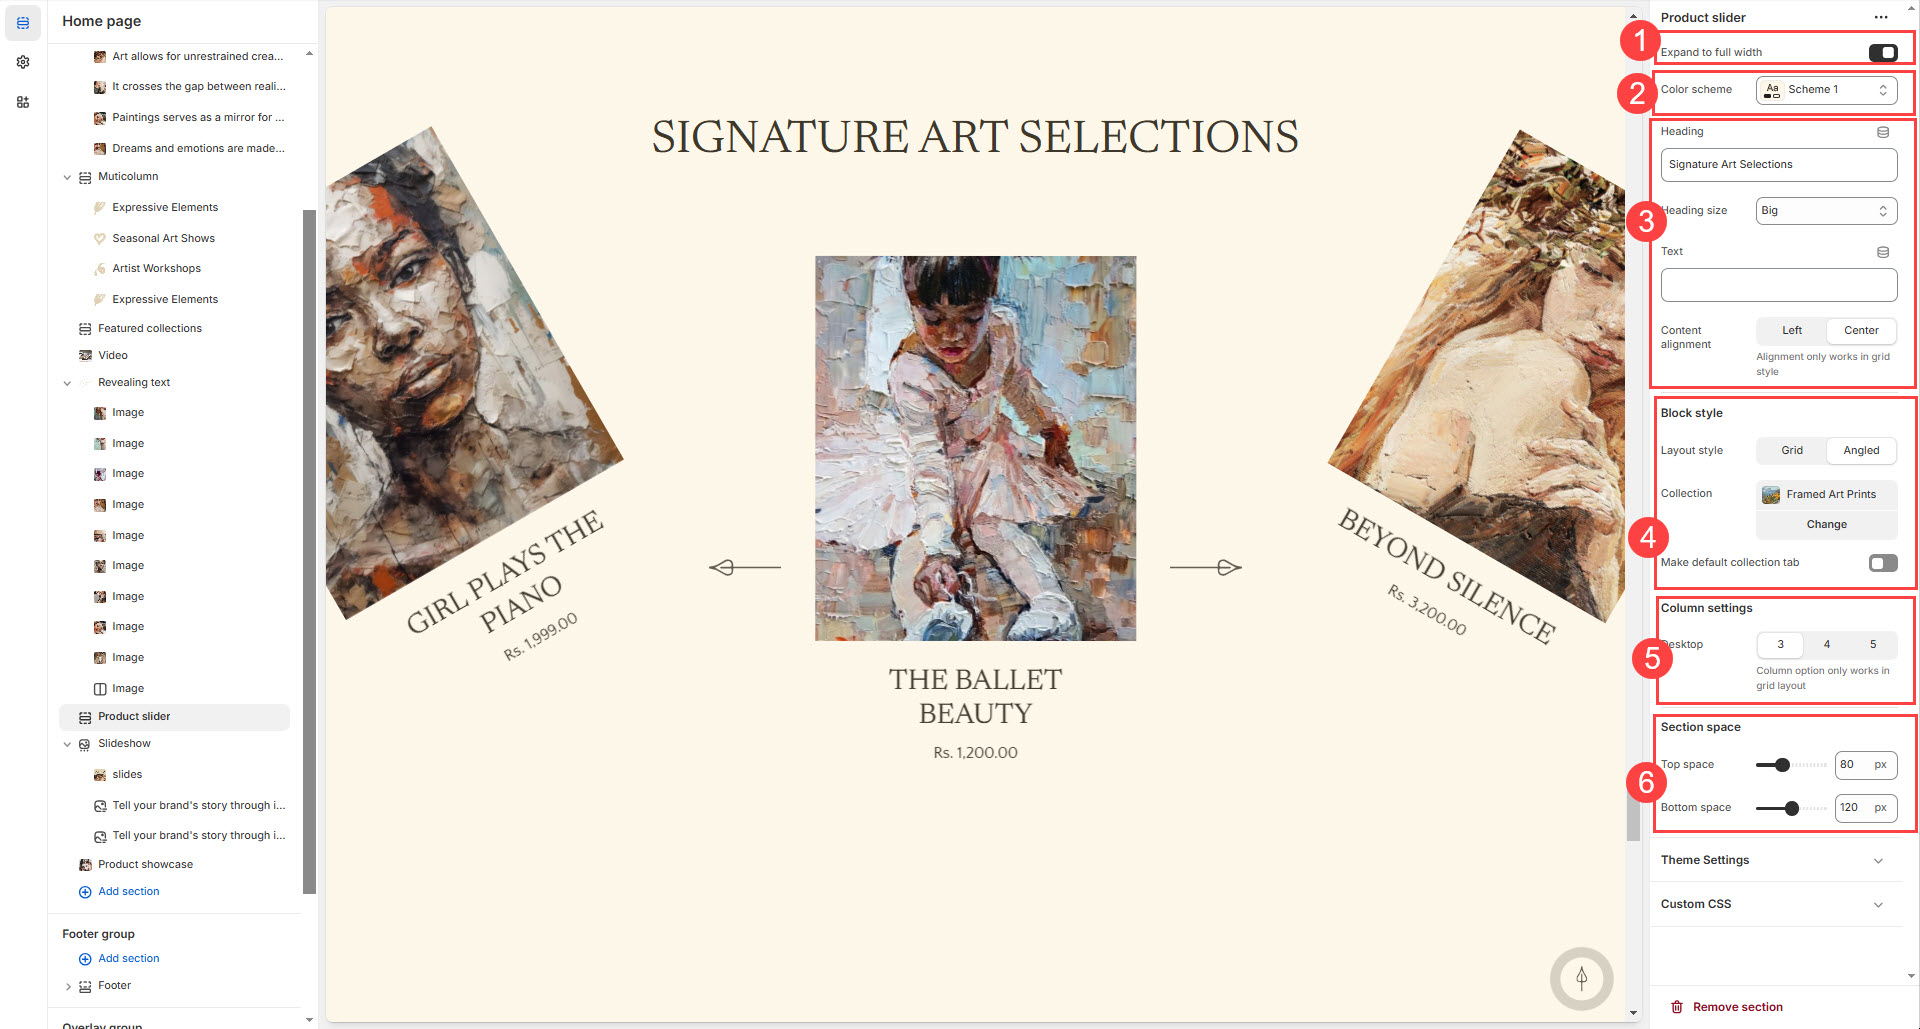 Home page
Art allows for unrestrained crea...
It crosses the gap between reali...
Paintings serves as a mirror for ...
Dreams and emotions are made...
Muticolumn
Expressive Elements
Seasonal Art Shows
Artist Workshops
Expressive Elements
Featured collections
Video
Revealing text
Image
Image
Image
Image
Image
Image
Image
Image
Image
Image
Product slider
Slideshow
slides
Tell your brand's story through i...
Tell your brand's story through i...
Product showcase
Add section
Footer group
Add section
Footer
Overlay group
SIGNATURE ART SELECTIONS
GIRL PLAYS THE
PIANO
Rs. 1,999.00
THE BALLET
BEAUTY
Rs. 1,200.00
BEYOND SILENCE
Rs. 3,200.00
Product slider
1
Expand to full width
2
Color scheme
Aa
Scheme 1
3
Heading
Signature Art Selections
Heading size
Big
Text
Content
alignment
Left
Center
Alignment only works in grid
style
4
Block style
Layout style
Grid
Angled
Collection
Framed Art Prints
Change
Make default collection tab
5
Column settings
Desktop
3
4
5
Column option only works in
grid layout
6
Section space
Top space
80
px
Bottom space
120
px
Theme Settings
Custom CSS
Remove section